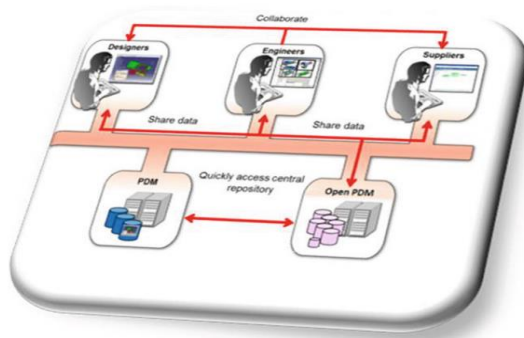 Collaborate
Designers
Engineers
Suppliers
Share data
Share data
PDM
Quickly access central
repository
Open PDM